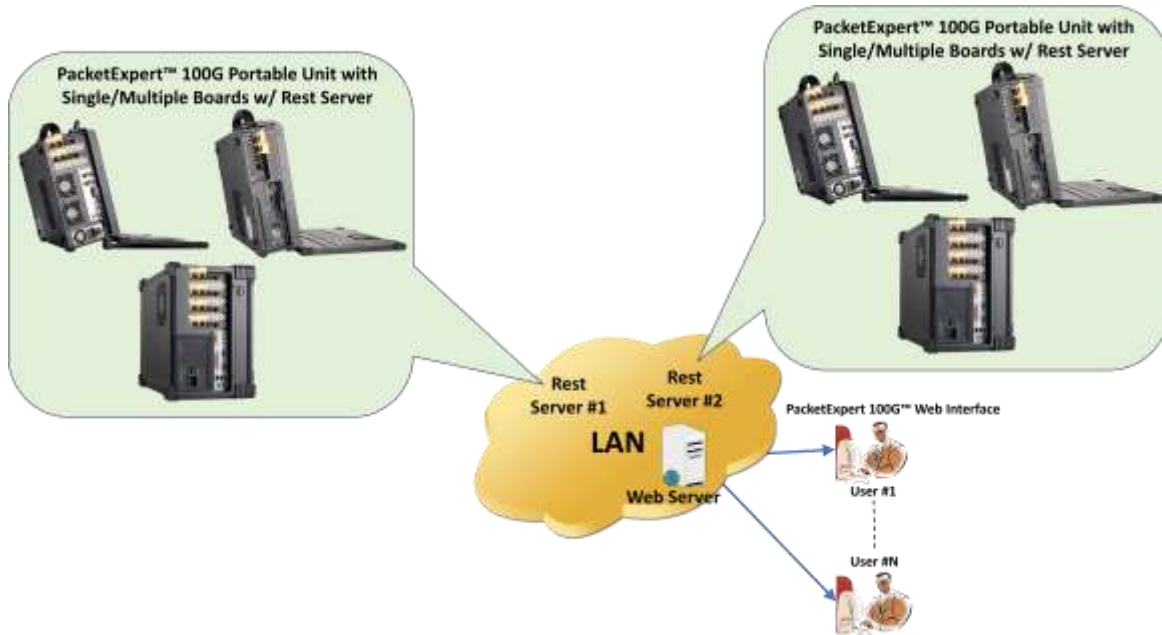 PacketExpert™ 100G Portable Unit with
Single/Multiple Boards w/ Rest Server
PacketExpert™ 100G Portable Unit with
Single/Multiple Boards w/ Rest Server
Rest
Server #1
Rest
Server #2
LAN
Web Server
PacketExpert 100G™ Web Interface
User #1
User #N